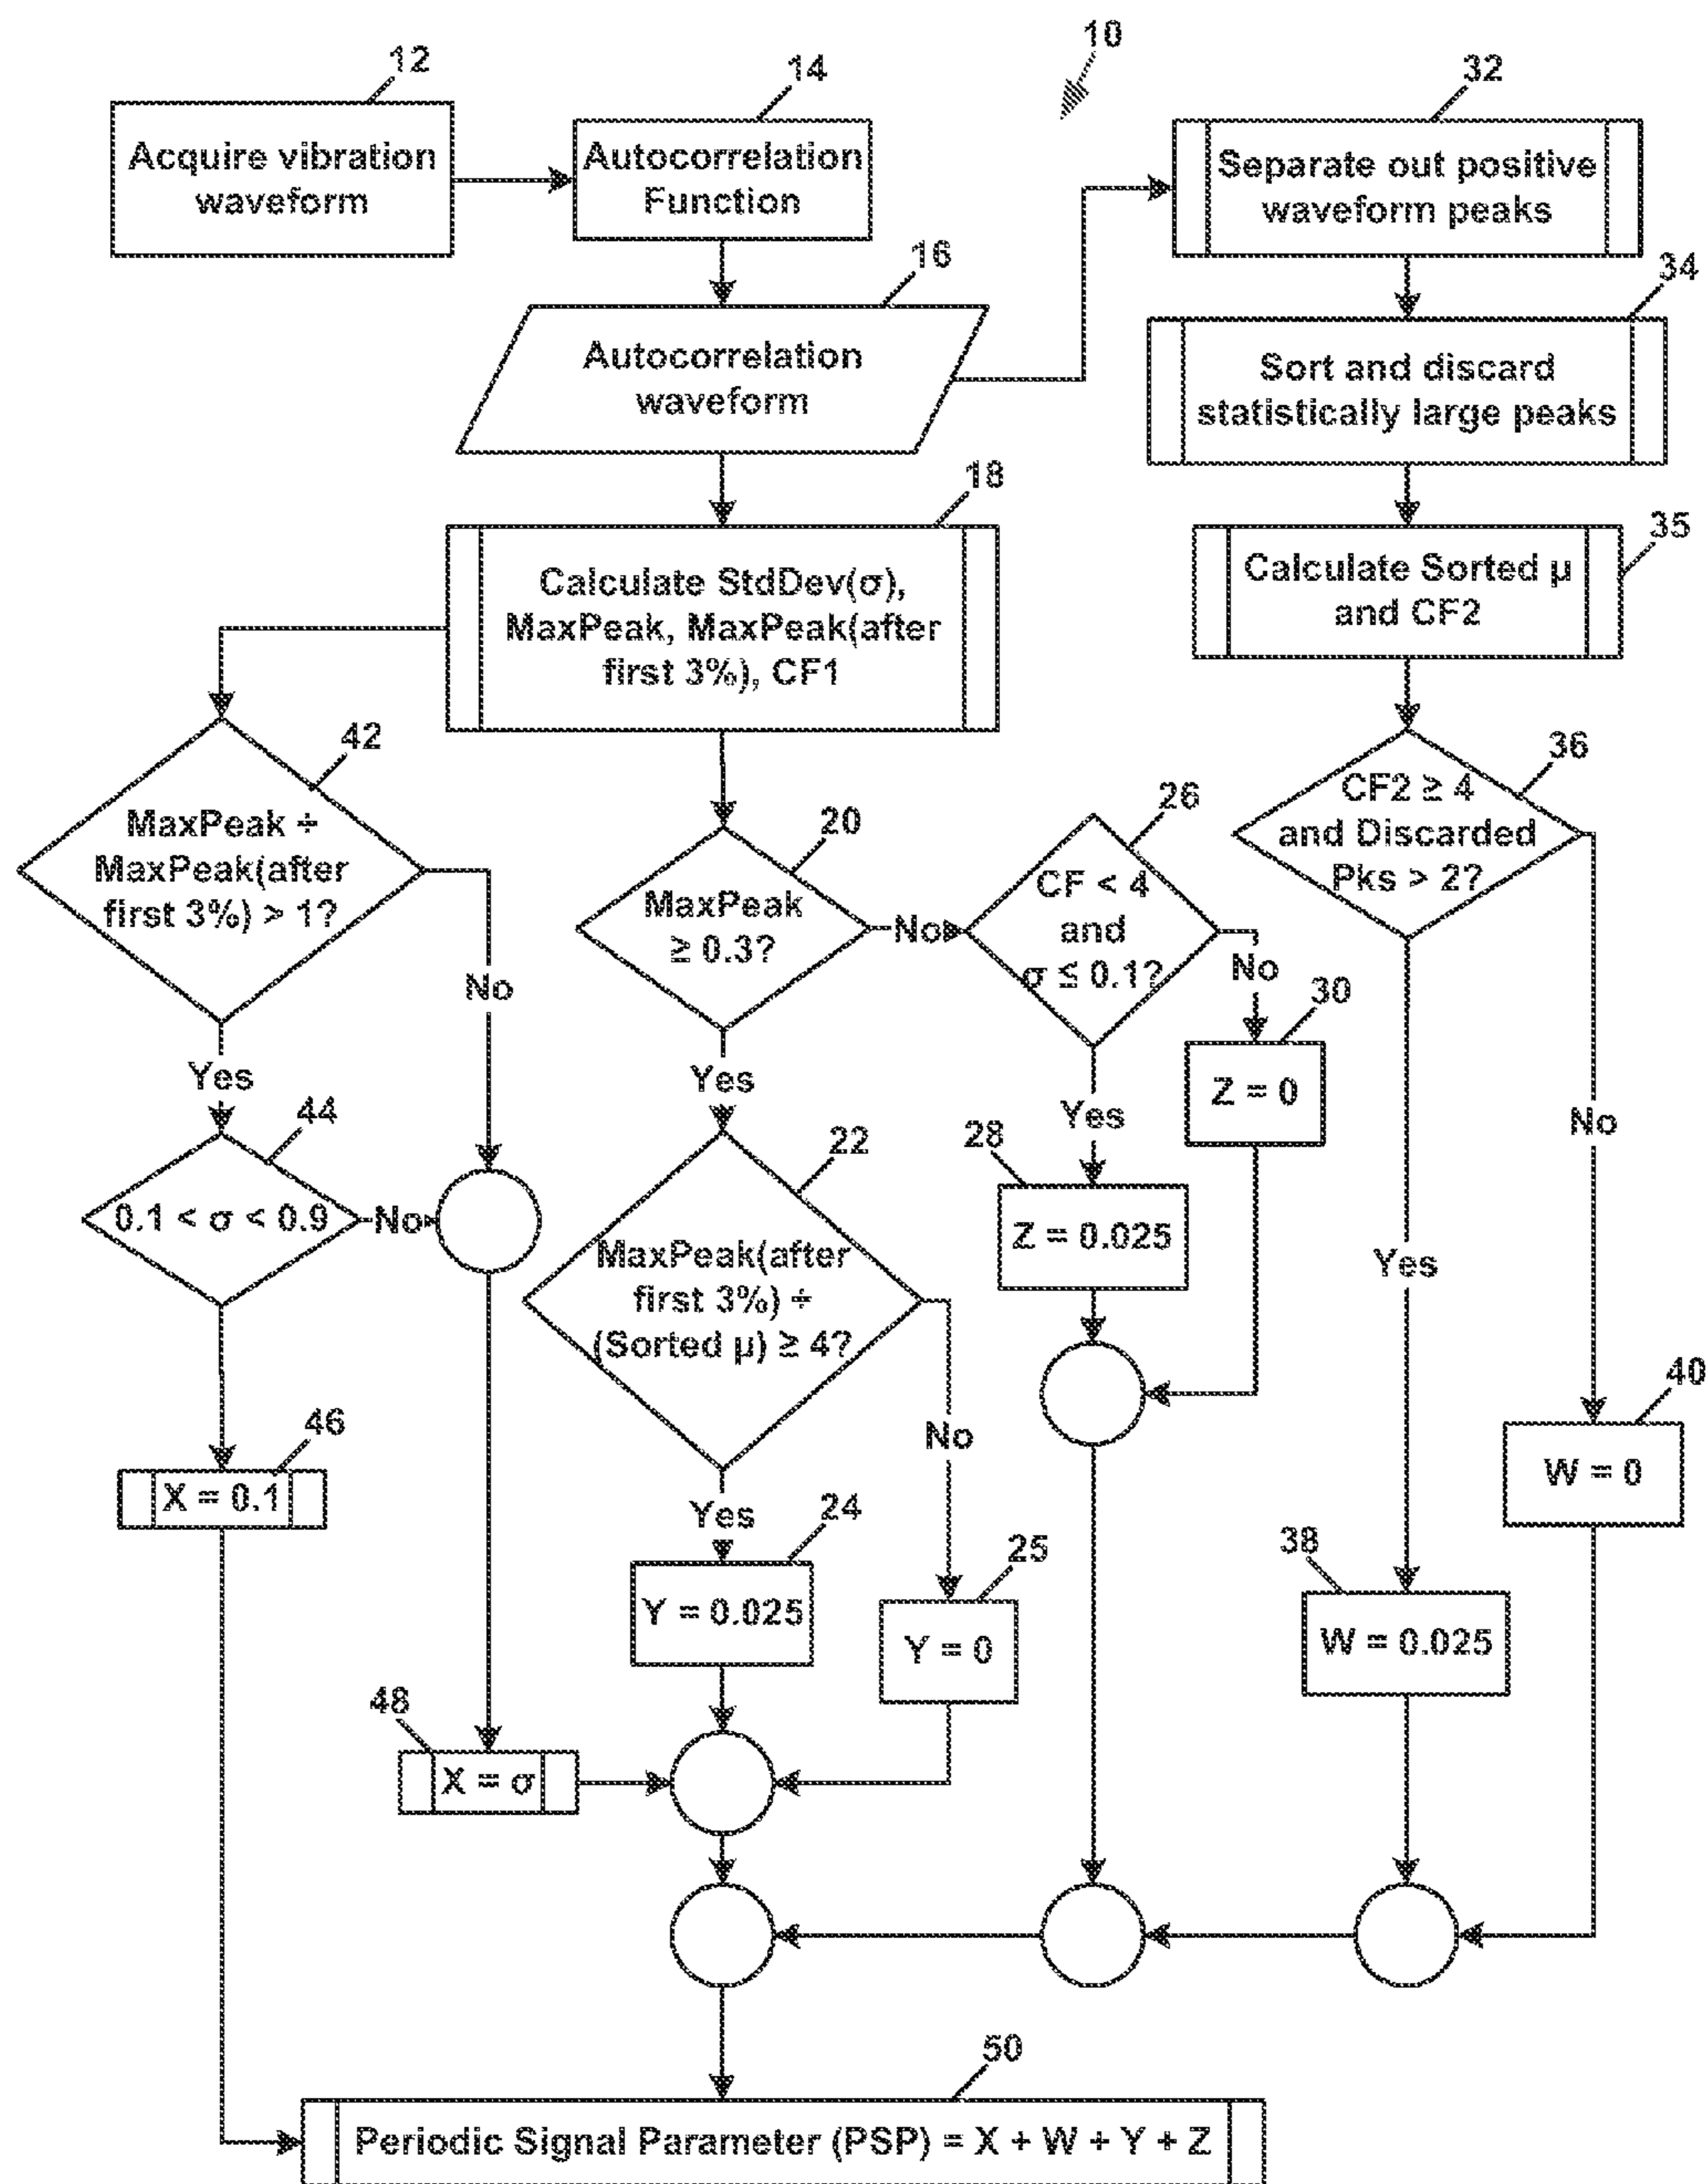 10
12
14
32
Acquire vibration
waveform
Autocorrelation
Function
Separate out positive
waveform peaks
16
34
Autocorrelation
waveform
Sort and discard
statistically large peaks
18
35
Calculate StdDev(σ),
MaxPeak, MaxPeak(after
first 3%), CF1
Calculate Sorted μ
and CF2
42
MaxPeak ÷
MaxPeak(after
first 3%) > 1?
No
Yes
20
MaxPeak
≥ 0.3?
No
Yes
26
CF < 4
and
σ ≤ 0.1?
No
Yes
36
CF2 ≥ 4
and Discarded
Pks > 2?
No
Yes
30
Z = 0
28
Z = 0.025
44
0.1 < σ < 0.9
No
22
MaxPeak(after
first 3%) ÷
(Sorted μ) ≥ 4?
No
Yes
46
X = 0.1
24
Y = 0.025
25
Y = 0
40
W = 0
38
W = 0.025
48
X = σ
50
Periodic Signal Parameter (PSP) = X + W + Y + Z